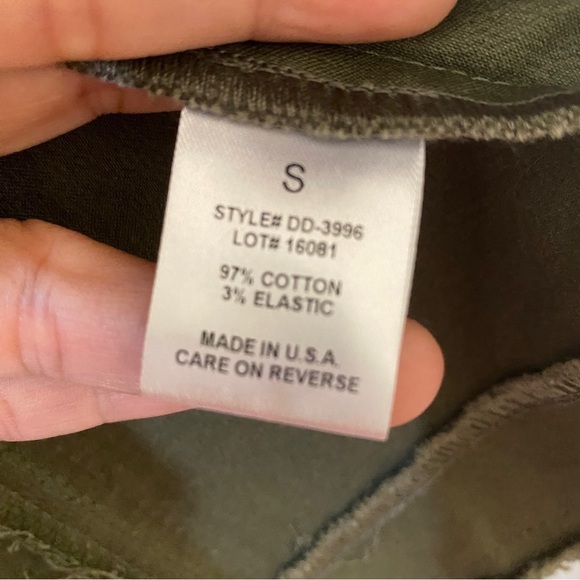 S
STYLE# DD-3996
LOT# 16081
97% COTTON
3% ELASTIC
MADE IN U.S.A.
CARE ON REVERSE